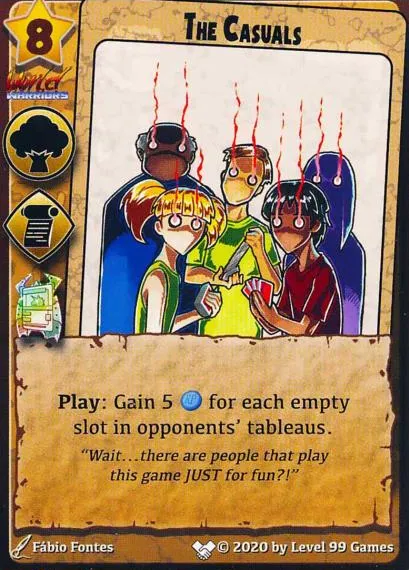 THE CASUALS
8
WARRIORS
Play: Gain 5 for each empty
slot in opponents' tableaus.
"Wait...there are people that play
this game JUST for fun?!"
Fábio Fontes
© 2020 by Level 99 Games